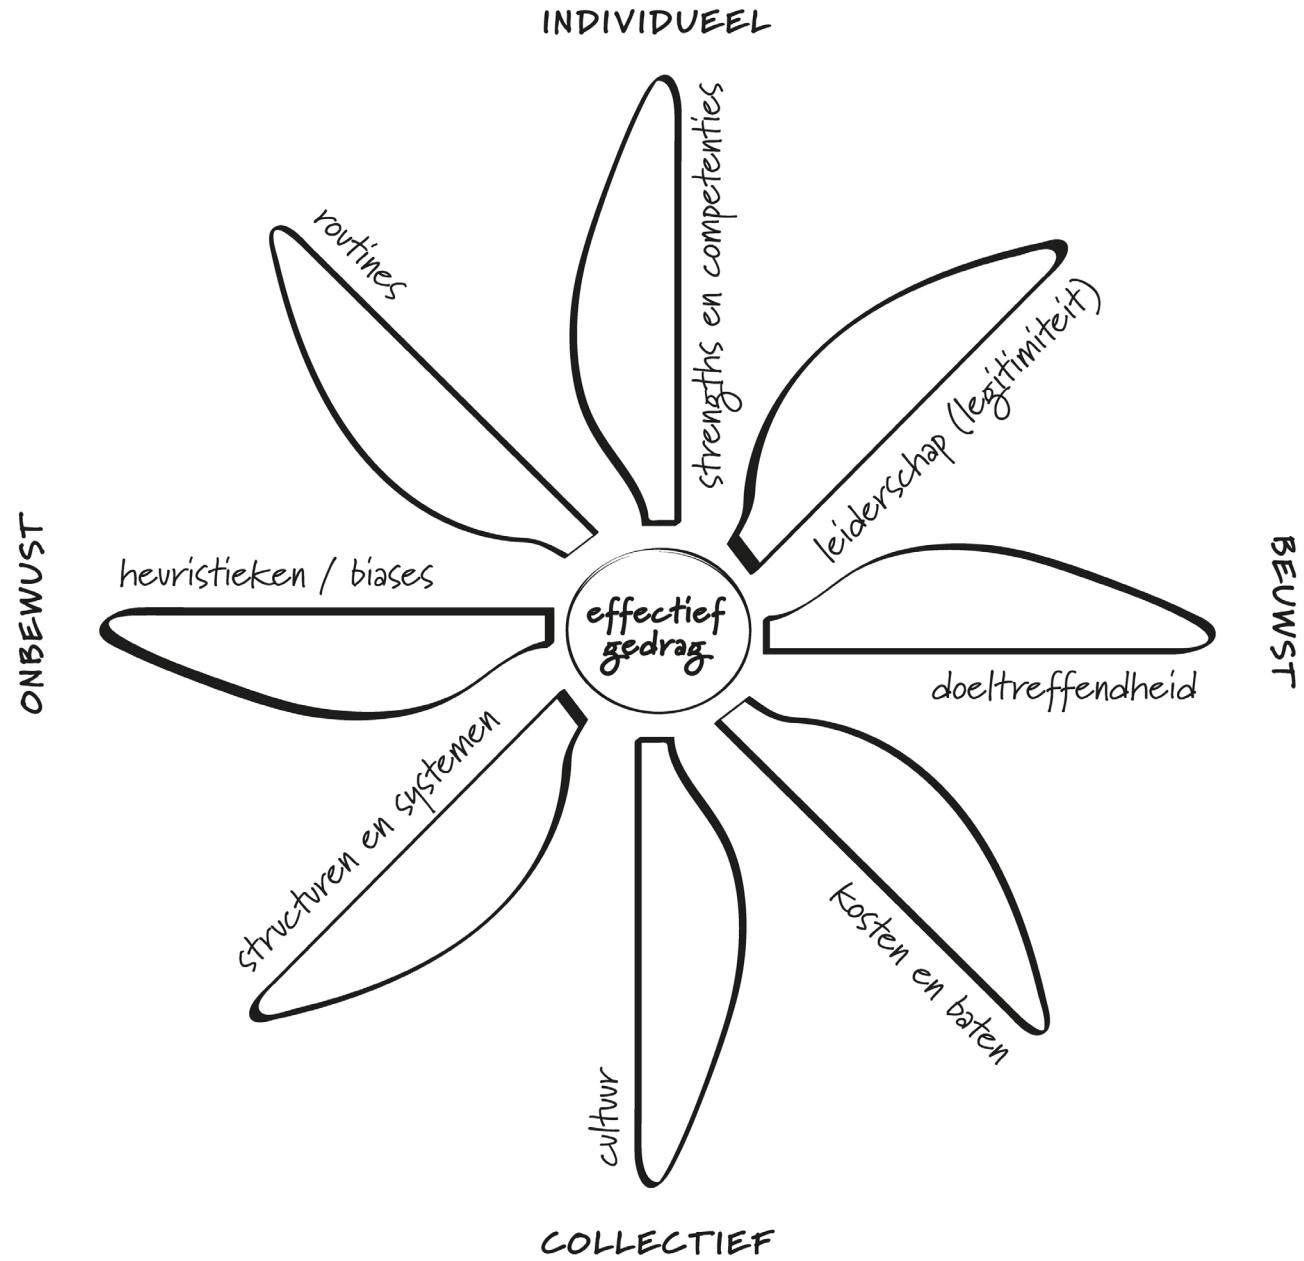 INDIVIDUEEL
strengths en competenties
routines
leiderschap (legitimiteit)
ONBEWUST
heuristieken / biases
effectief
gedrag
BEUWST
doeltreffendheid
structuren en systemen
kosten en baten
cultuur
COLLECTIEF